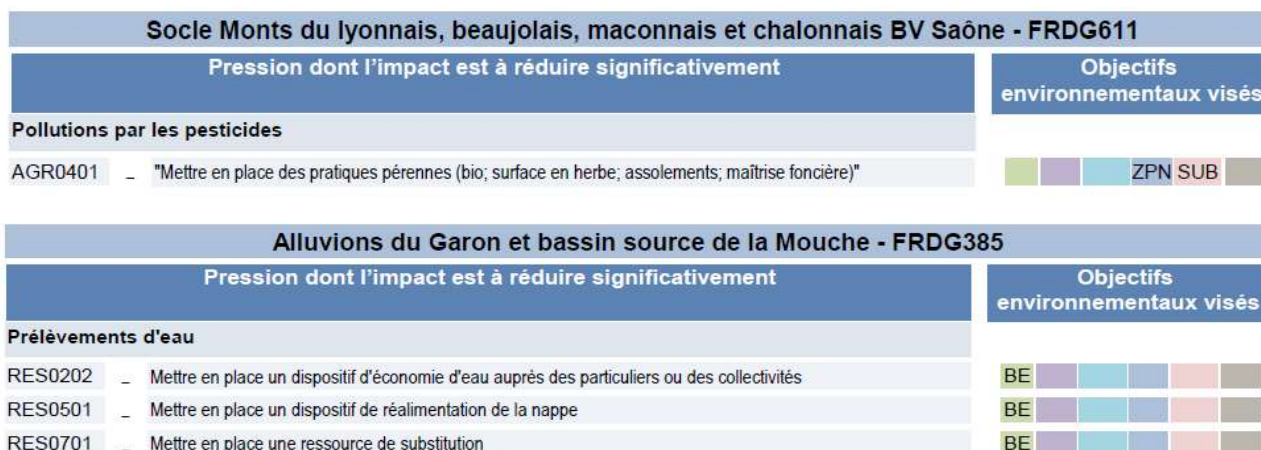 Socle Monts du lyonnais, beaujolais, maconnais et chalonnais BV Saône - FRDG611
Pression dont l'impact est à réduire significativement
Objectifs
environnementaux visés
Pollutions par les pesticides
AGR0401 _ "Mettre en place des pratiques pérennes (bio; surface en herbe; assolements; maîtrise foncière)" ZPN SUB
Alluvions du Garon et bassin source de la Mouche - FRDG385
Pression dont l'impact est à réduire significativement
Objectifs
environnementaux visés
Prélèvements d'eau
RES0202 _ Mettre en place un dispositif d'économie d'eau auprès des particuliers ou des collectivités BE
RES0501 _ Mettre en place un dispositif de réalimentation de la nappe BE
RES0701 _ Mettre en place une ressource de substitution BE